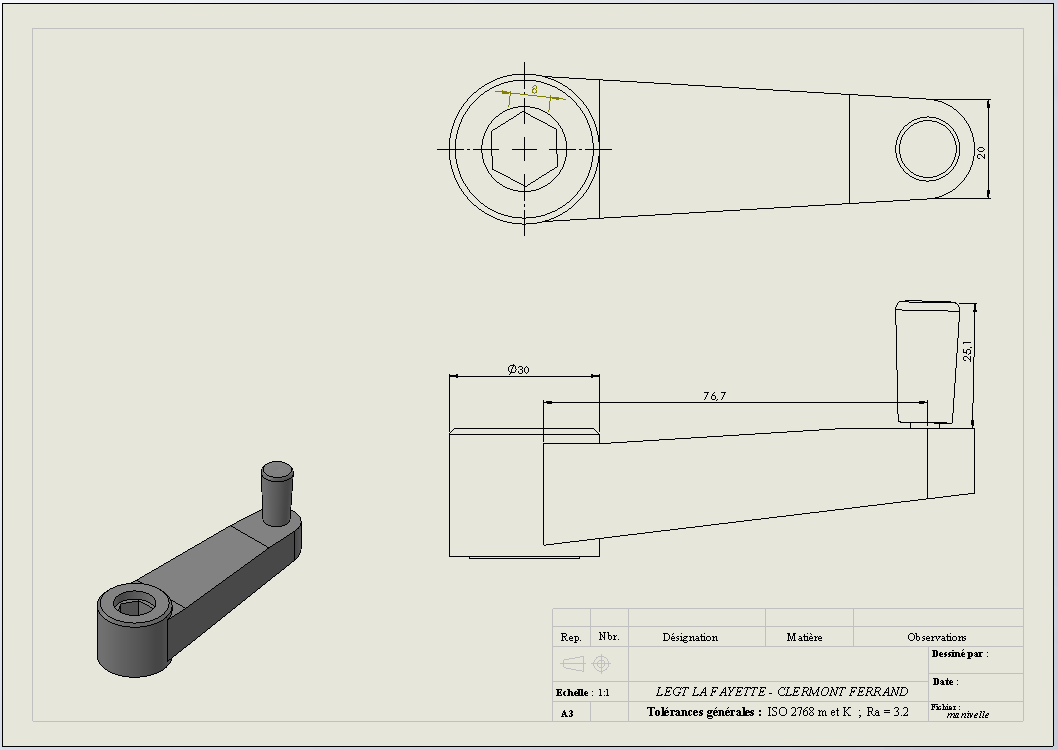 8
20
Ø30
76,7
25,1
Rep. Nbr. Désignation Matière Observations
Dessiné par :
Date :
Echelle : 1:1 LEGT LA FAYETTE - CLERMONT FERRAND
A3 Tolérances générales : ISO 2768 m et K ; Ra = 3.2
Fichier :
manivelle